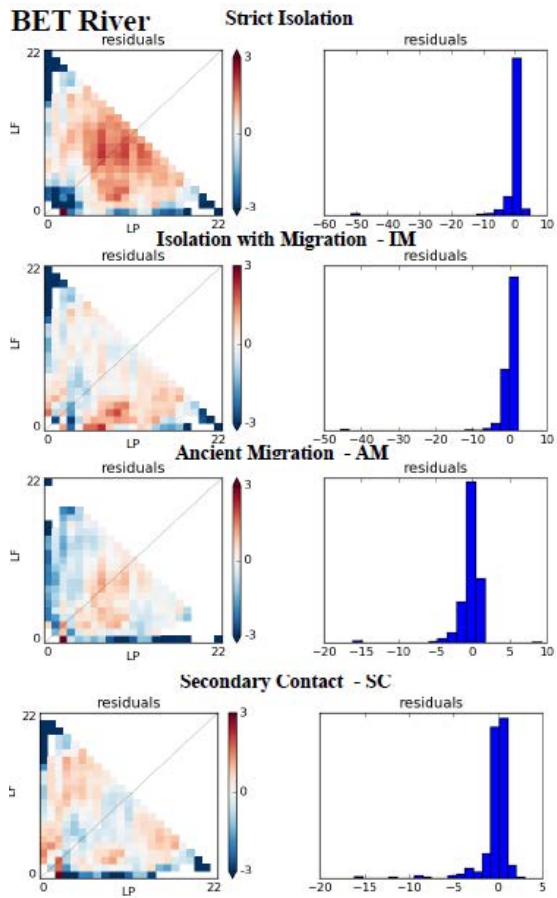 BET River
Strict Isolation
residuals
residuals
22
LF
0
0
LP
22
3
0
-3
-60 -50 -40 -30 -20 -10 0 10
Isolation with Migration - IM
residuals
residuals
22
LF
0
0
LP
22
3
0
-3
-50 -40 -30 -20 -10 0 10
Ancient Migration - AM
residuals
residuals
22
LF
0
0
LP
22
3
0
-3
-20 -15 -10 -5 0 5 10
Secondary Contact - SC
residuals
residuals
22
LF
0
0
LP
22
3
0
-3
-20 -15 -10 -5 0 5